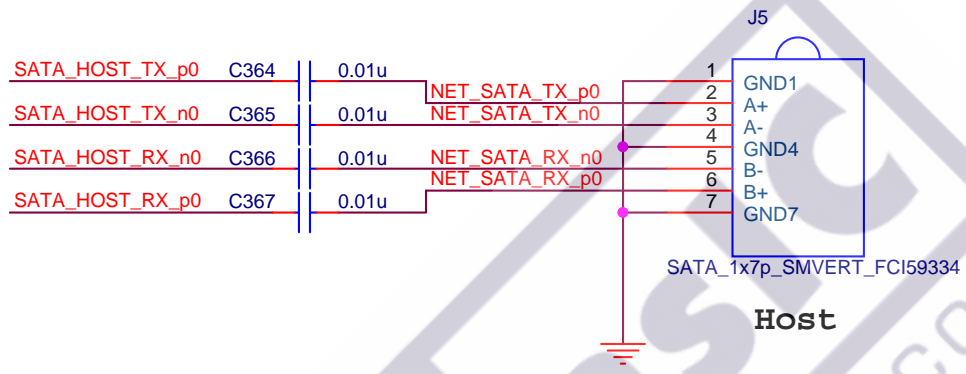 J5
SATA_HOST_TX_p0 C364 0.01u
NET_SATA_TX_p0
SATA_HOST_TX_n0 C365 0.01u NET_SATA_TX_n0
SATA_HOST_RX_n0 C366 0.01u NET_SATA_RX_n0
NET_SATA_RX_p0
SATA_HOST_RX_p0 C367 0.01u
1 GND1
2 A+
3 A-
4 GND4
5 B-
6 B+
7 GND7
SATA_1x7p_SMVERT_FCI59334
Host